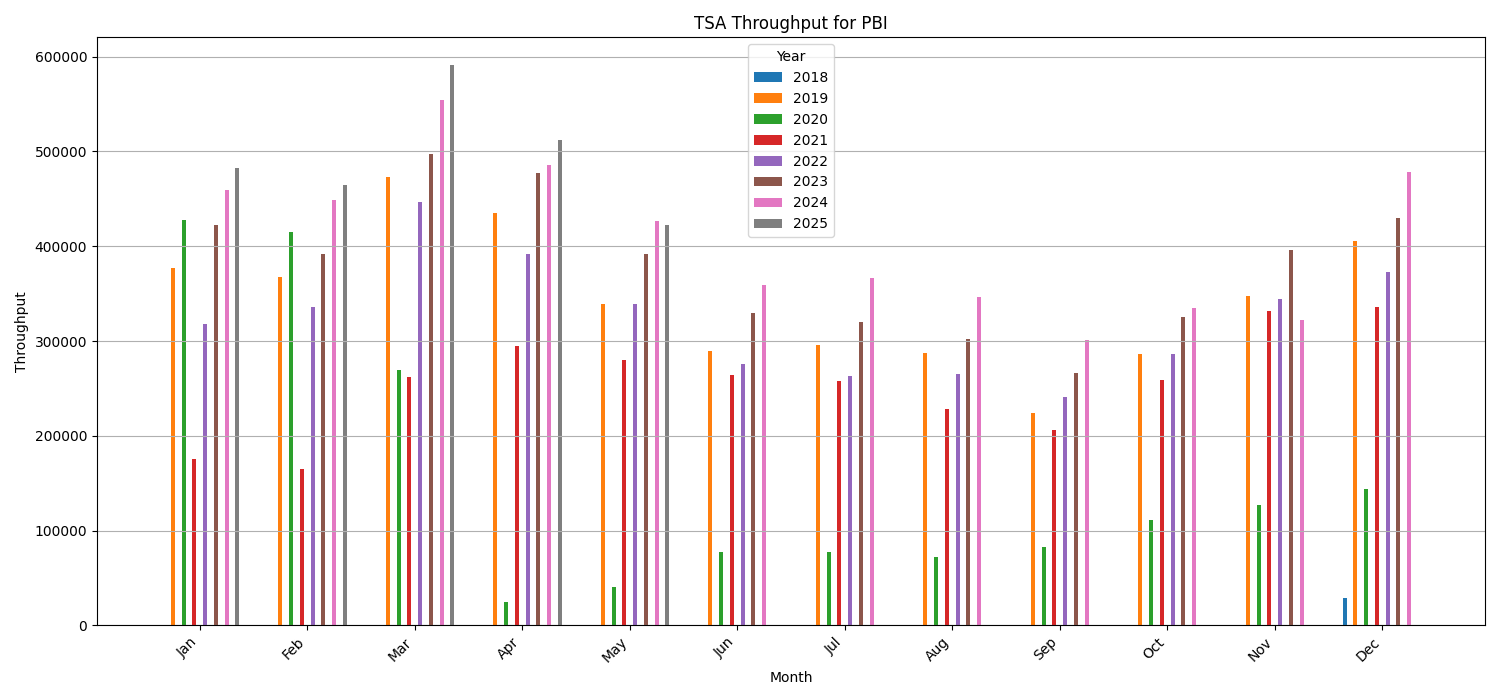 TSA Throughput for PBI
Year
2018
2019
2020
2021
2022
2023
2024
2025
600000
500000
400000
300000
200000
100000
0
Throughput
Jan
Feb
Mar
Apr
May
Jun
Jul
Aug
Sep
Oct
Nov
Dec
Month